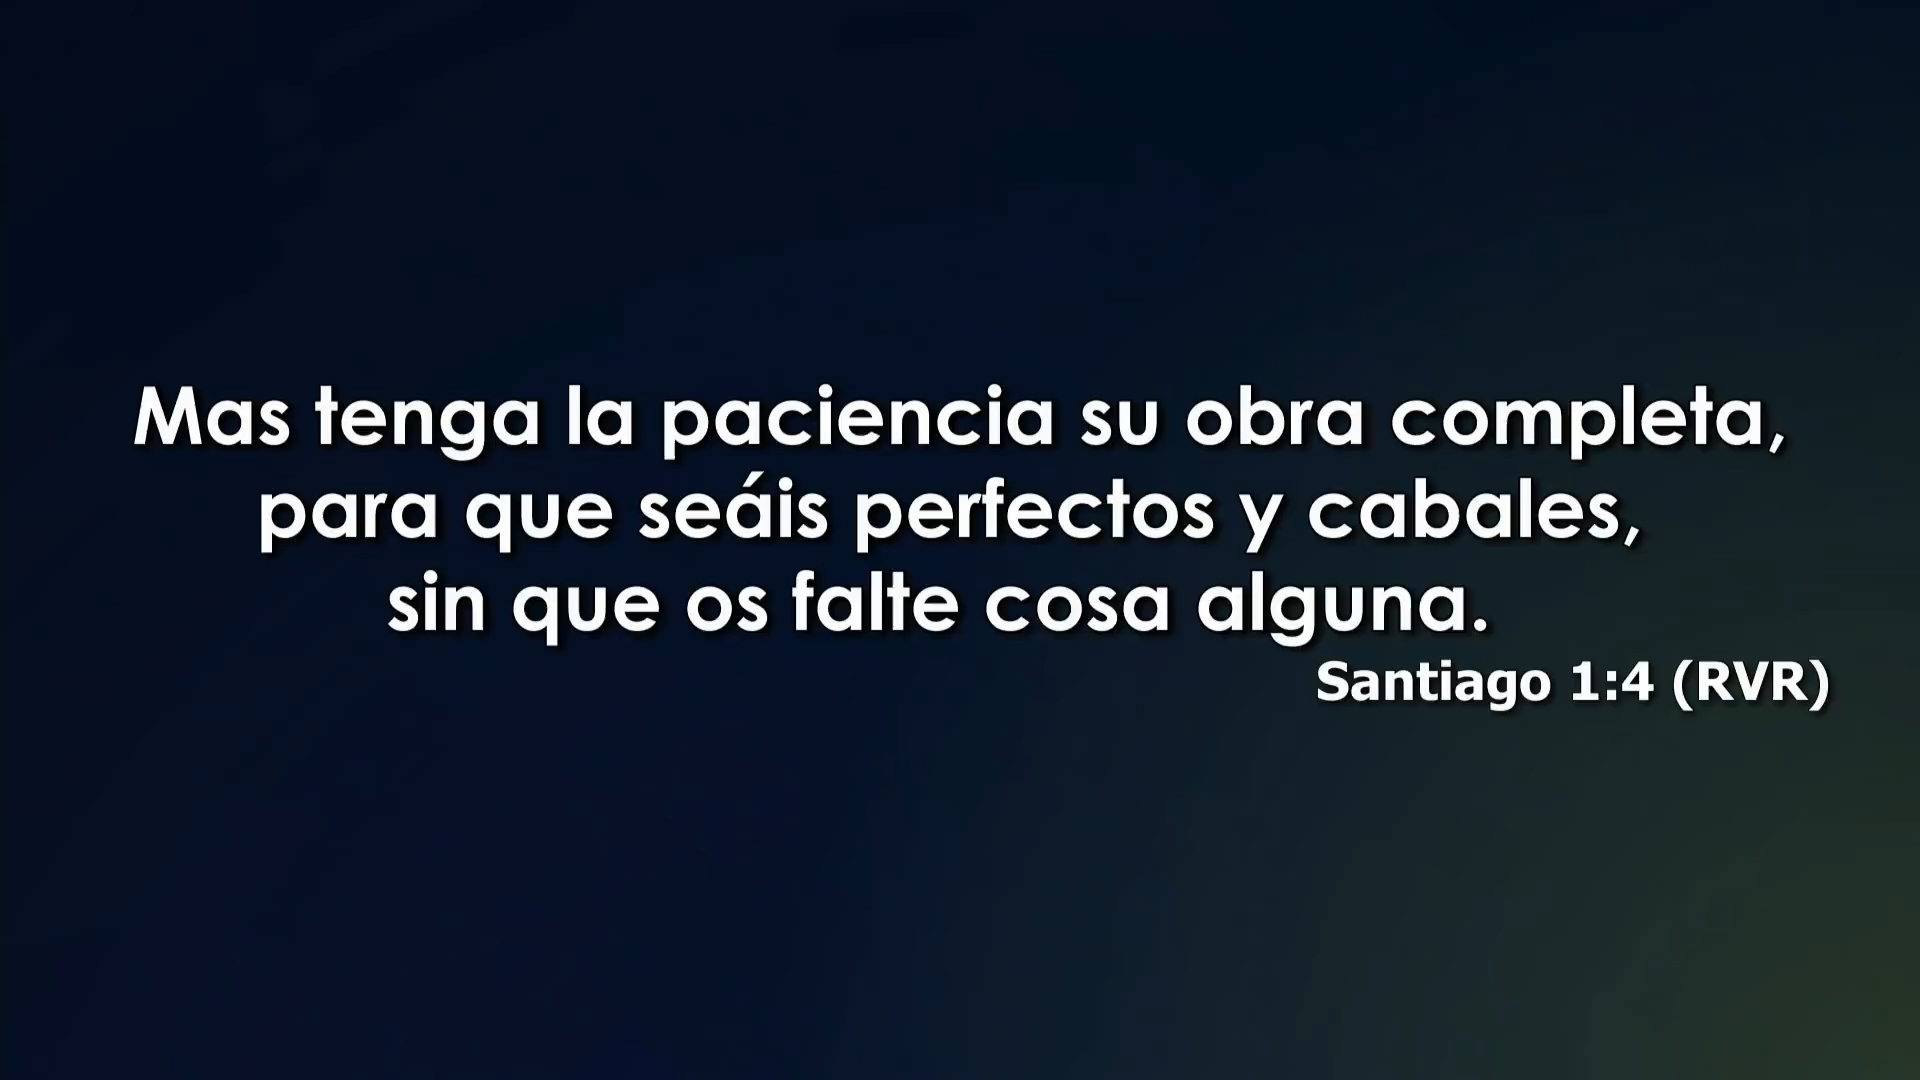 Mas tenga la paciencia su obra completa,
para que seáis perfectos y cabales,
sin que os falte cosa alguna.
Santiago 1:4 (RVR)